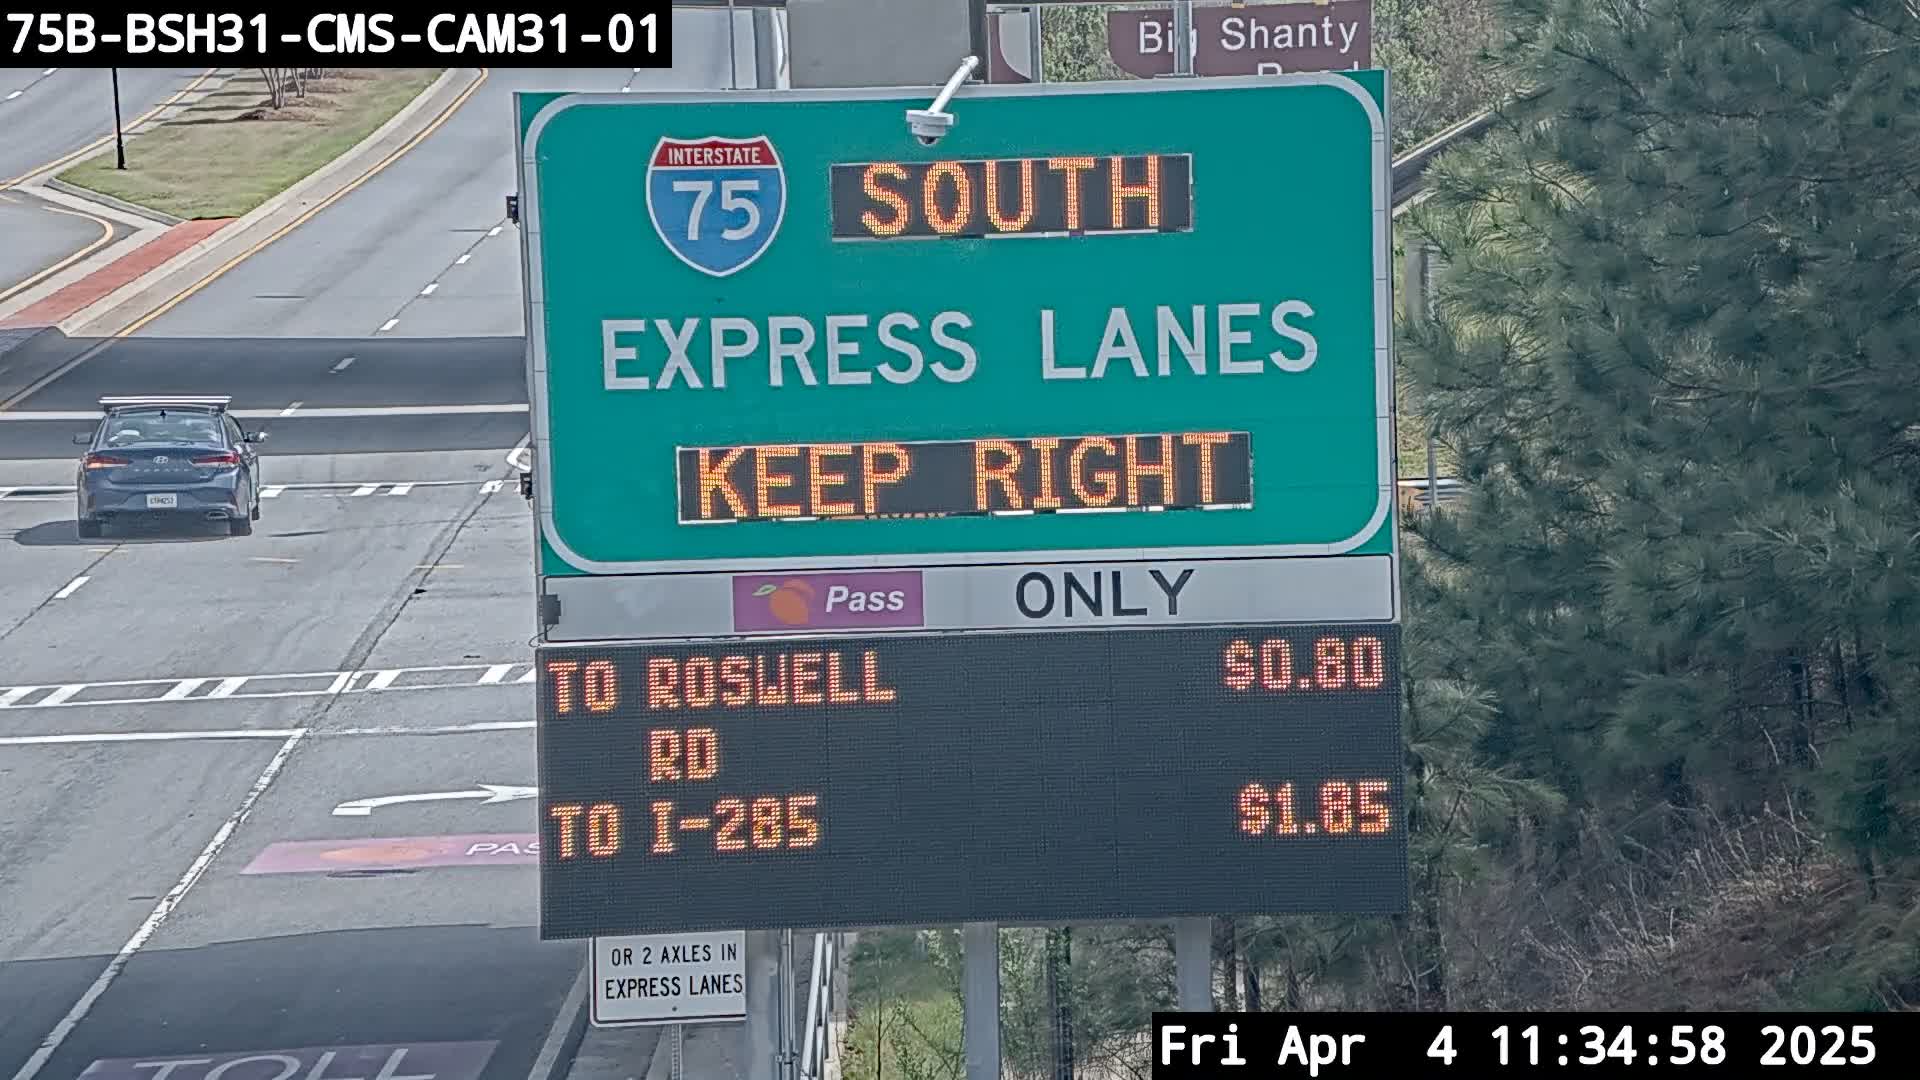 75B-BSH31-CMS-CAM31-01
Big Shanty
Road
INTERSTATE
75
SOUTH
EXPRESS LANES
KEEP RIGHT
Pass ONLY
TO ROSWELL $0.80
RD
TO I-285 $1.85
OR 2 AXLES IN
EXPRESS LANES
TOLL
Fri Apr 4 11:34:58 2025